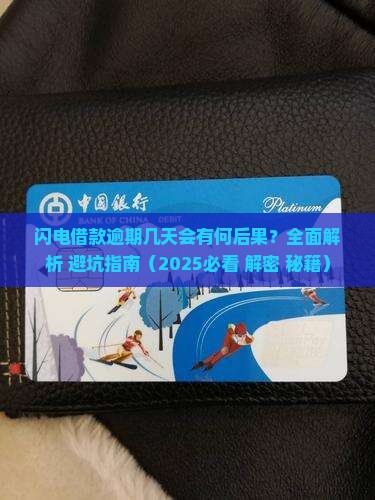 中国银行 Platinum
BANK OF CHINA DEBIT
闪电借款逾期几天会有何后果？全面解
析 避坑指南（2025必看 解密 秘籍）